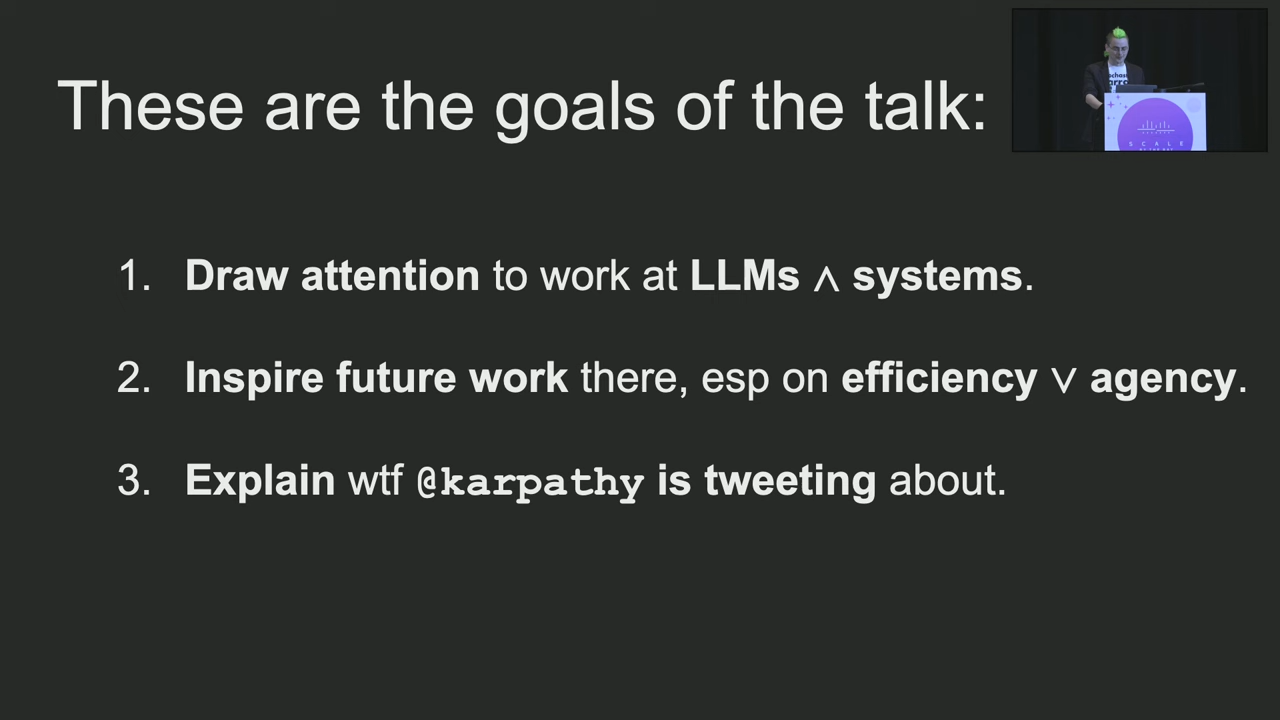 These are the goals of the talk:
1. Draw attention to work at LLMs ∧ systems.
2. Inspire future work there, esp on efficiency ∨ agency.
3. Explain wtf @karpathy is tweeting about.
SCALE